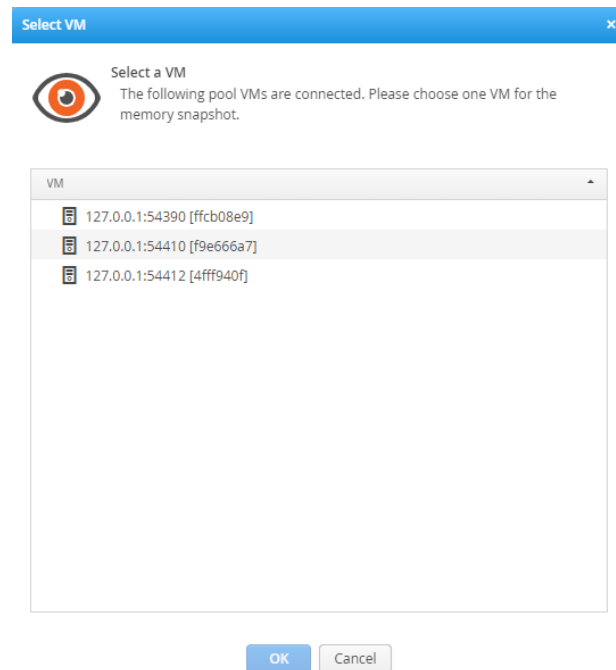 Select VM
Select a VM
The following pool VMs are connected. Please choose one VM for the
memory snapshot.
VM
127.0.0.1:54390 [ffcb08e9]
127.0.0.1:54410 [f9e666a7]
127.0.0.1:54412 [4fff940f]
OK
Cancel